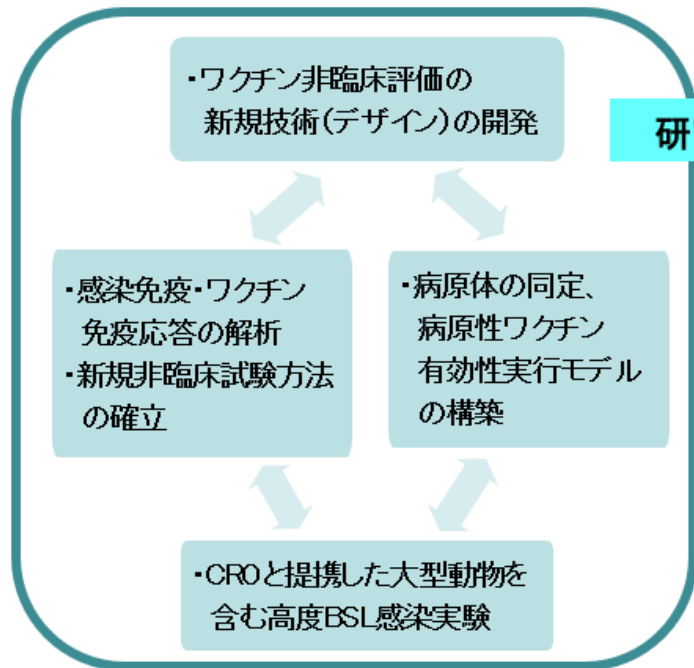 ・ワクチン非臨床評価の
新規技術(デザイン)の開発
研
・感染免疫・ワクチン
免疫応答の解析
・新規非臨床試験方法
の確立
・病原体の同定、
病原性ワクチン
有効性実行モデル
の構築
・CROと提携した大型動物を
含む高度BSL感染実験